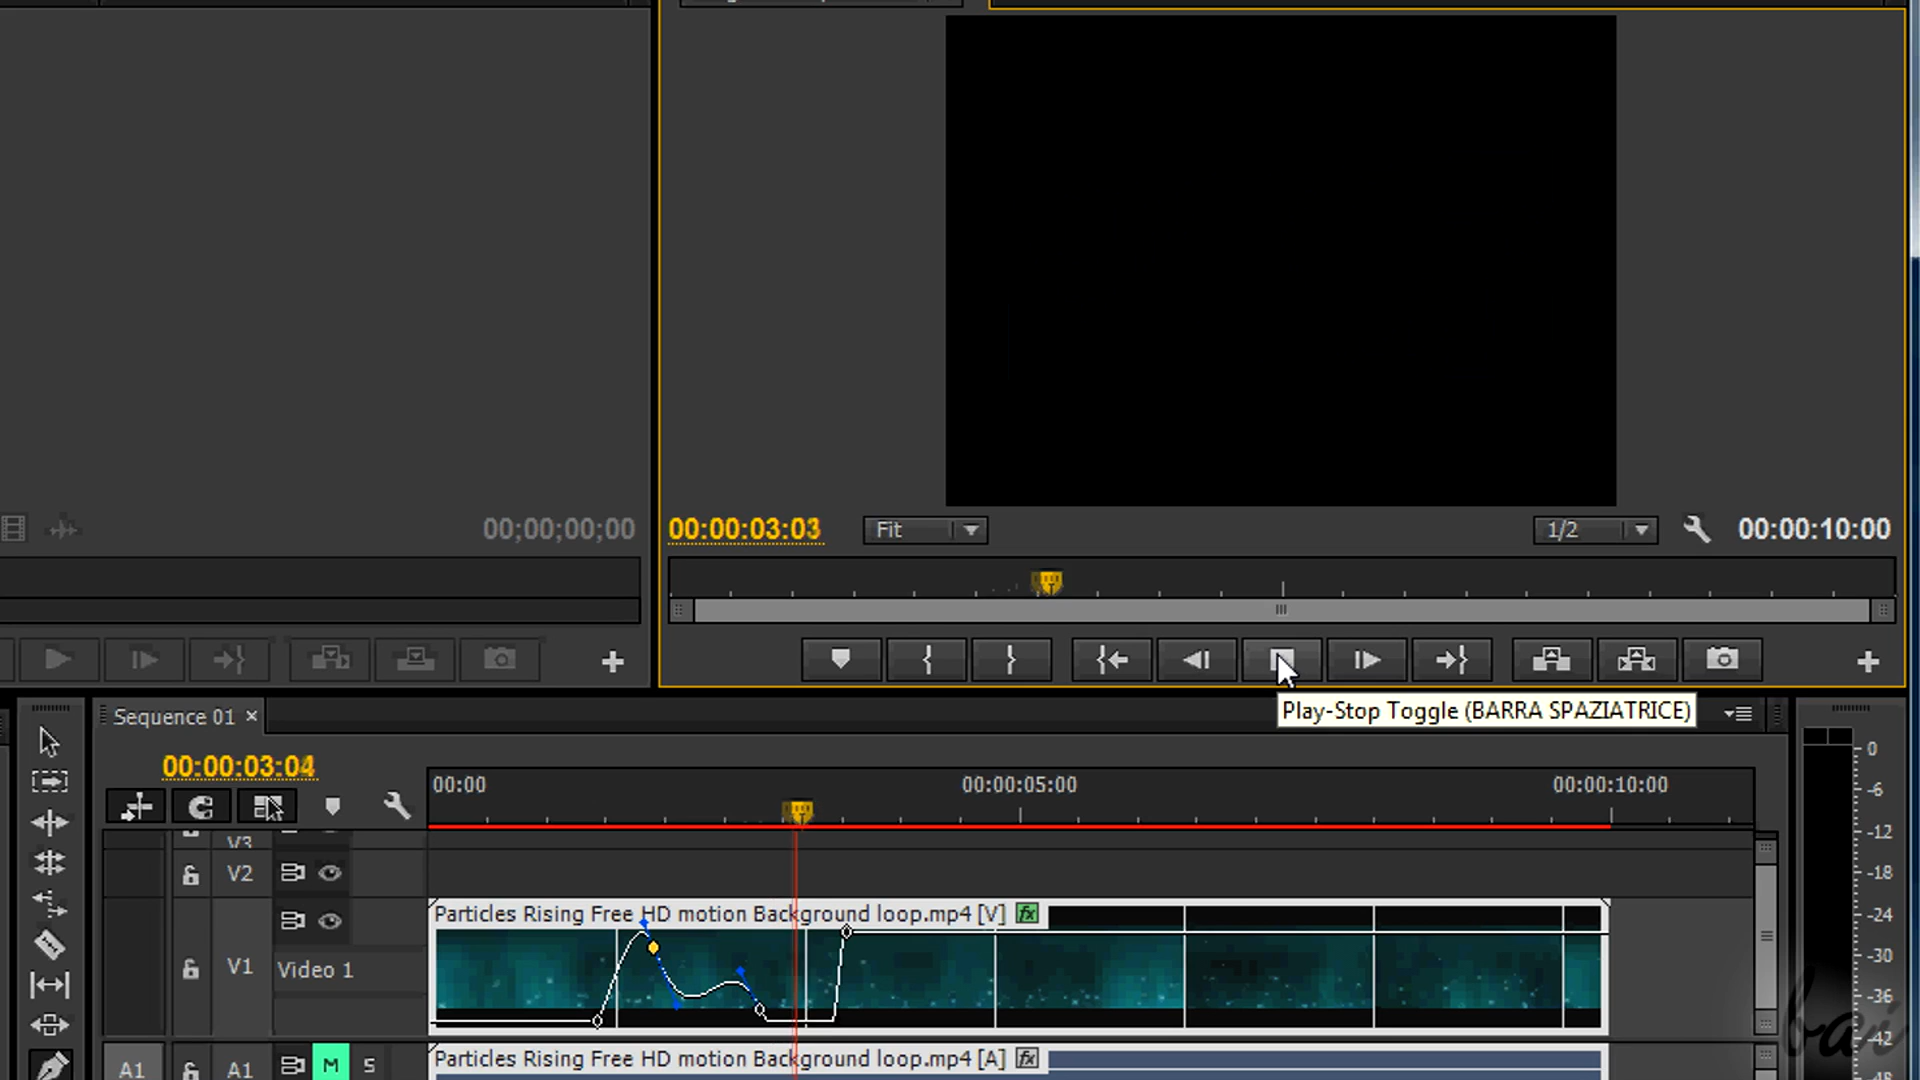 00;00;00;00
00:00:03:03
Fit
1/2
00:00:10:00
Play-Stop Toggle (BARRA SPAZIATRICE)
Sequence 01 ×
00:00:03:04
00:00
00:00:05:00
00:00:10:00
V3
V2
Particles Rising Free HD motion Background loop.mp4 [V] fx
V1
Video 1
A1
A1
M
S
Particles Rising Free HD motion Background loop.mp4 [A] fx
0
-6
-12
-18
-24
-30
-36
-42
-48
bai